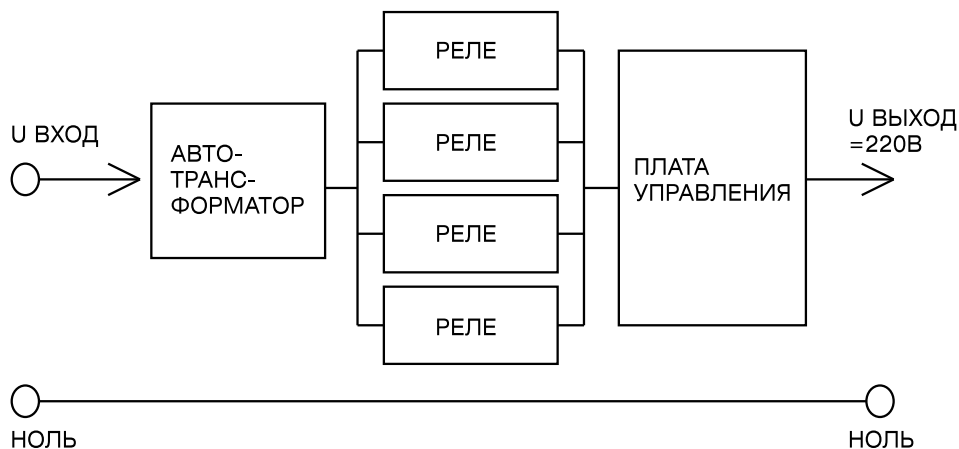 U ВХОД
АВТО-
ТРАНС-
ФОРМАТОР
РЕЛЕ
РЕЛЕ
РЕЛЕ
РЕЛЕ
ПЛАТА
УПРАВЛЕНИЯ
U ВЫХОД
=220В
НОЛЬ
НОЛЬ